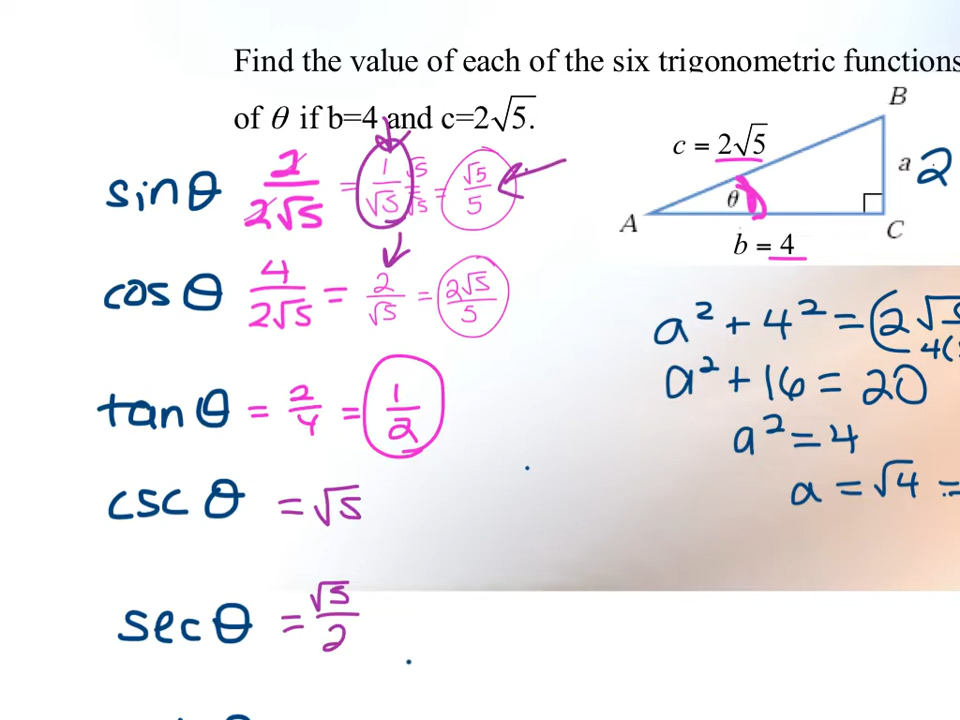 Find the value of each of the six trigonometric functions
of θ if b=4 and c=2√5.
B
c = 2√5
a 2
θ
A
C
b = 4
sin θ 2/2√5 = 1/√5 √5/√5 = √5/5
cos θ 4/2√5 = 2/√5 = 2√5/5
tan θ = 2/4 = 1/2
csc θ = √5
sec θ = √5/2
a² + 4² = (2√5
4(
a² + 16 = 20
a² = 4
a = √4 =